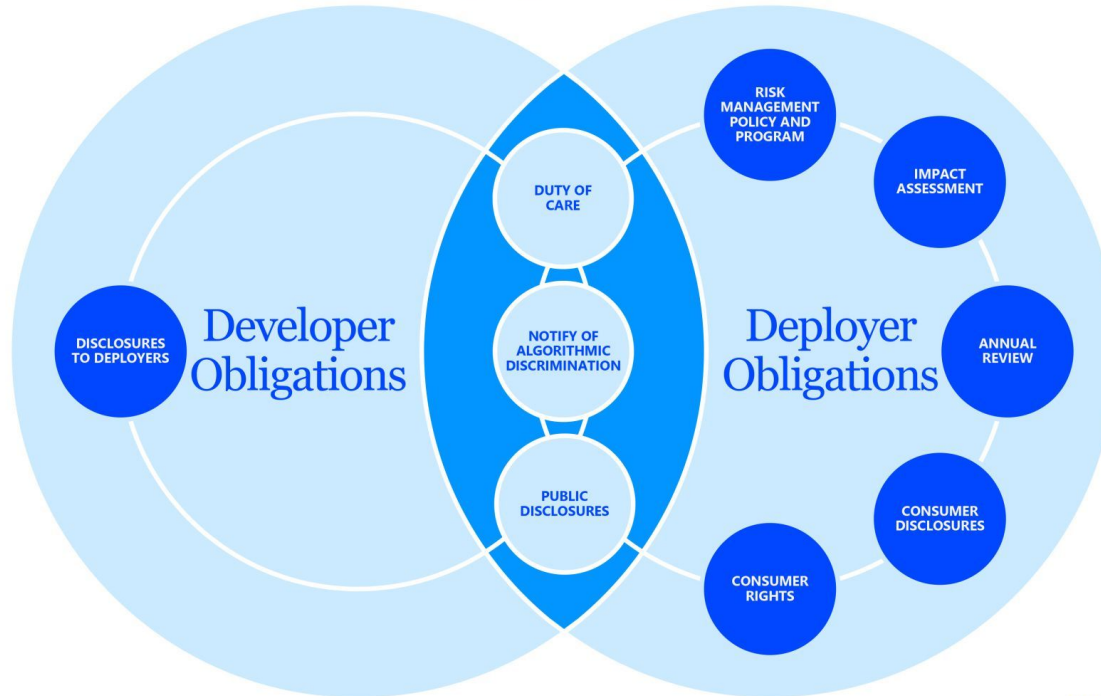 Developer
Obligations
DISCLOSURES
TO DEPLOYERS
DUTY OF
CARE
NOTIFY OF
ALGORITHMIC
DISCRIMINATION
PUBLIC
DISCLOSURES
Deployer
Obligations
RISK
MANAGEMENT
POLICY AND
PROGRAM
IMPACT
ASSESSMENT
ANNUAL
REVIEW
CONSUMER
DISCLOSURES
CONSUMER
RIGHTS